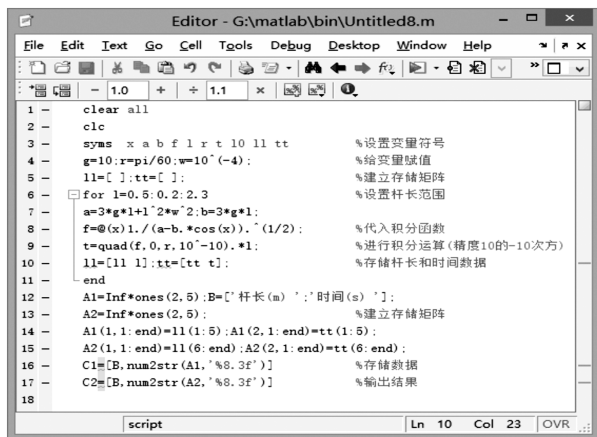 Editor - G:\matlab\bin\Untitled8.m
File Edit Text Go Cell Tools Debug Desktop Window Help
- 1.0 + ÷ 1.1 ×
1 - clear all
2 - clc
3 - syms x a b f l r t l0 ll tt %设置变量符号
4 - g=10;r=pi/60;w=10^(-4); %给变量赋值
5 - ll=[ ];tt=[ ]; %建立存储矩阵
6 - for l=0.5:0.2:2.3 %设置杆长范围
7 - a=3*g*l+l^2*w^2;b=3*g*l;
8 - f=@(x)1./(a-b.*cos(x)).^(1/2); %代入积分函数
9 - t=quad(f,0,r,10^-10).*l; %进行积分运算(精度10的-10次方)
10 - ll=[ll l];tt=[tt t]; %存储杆长和时间数据
11 - end
12 - A1=Inf*ones(2,5);B=['杆长(m) ';'时间(s) '];
13 - A2=Inf*ones(2,5); %建立存储矩阵
14 - A1(1,1:end)=ll(1:5);A1(2,1:end)=tt(1:5);
15 - A2(1,1:end)=ll(6:end);A2(2,1:end)=tt(6:end);
16 - C1=[B,num2str(A1,'%8.3f')] %存储数据
17 - C2=[B,num2str(A2,'%8.3f')] %输出结果
18
script Ln 10 Col 23 OVR